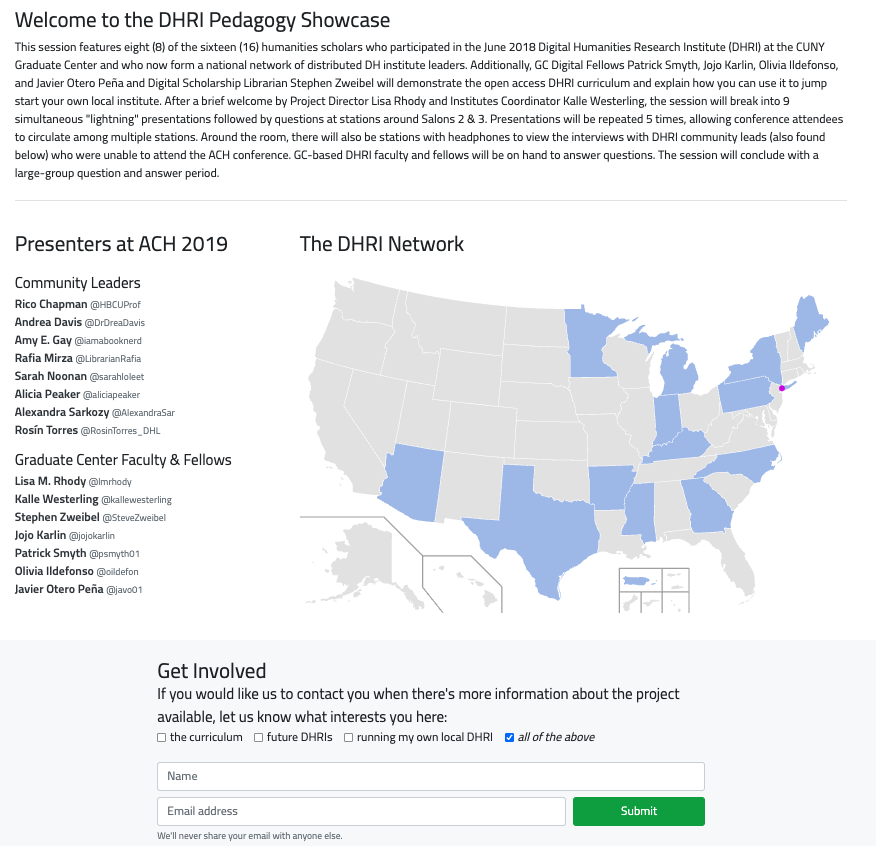 Welcome to the DHRI Pedagogy Showcase
This session features eight (8) of the sixteen (16) humanities scholars who participated in the June 2018 Digital Humanities Research Institute (DHRI) at the CUNY
Graduate Center and who now form a national network of distributed DH institute leaders. Additionally, GC Digital Fellows Patrick Smyth, Jojo Karlin, Olivia Ildefonso,
and Javier Otero Peña and Digital Scholarship Librarian Stephen Zweibel will demonstrate the open access DHRI curriculum and explain how you can use it to jump
start your own local institute. After a brief welcome by Project Director Lisa Rhody and Institutes Coordinator Kalle Westerling, the session will break into 9
simultaneous "lightning" presentations followed by questions at stations around Salons 2 & 3. Presentations will be repeated 5 times, allowing conference attendees
to circulate among multiple stations. Around the room, there will also be stations with headphones to view the interviews with DHRI community leads (also found
below) who were unable to attend the ACH conference. GC-based DHRI faculty and fellows will be on hand to answer questions. The session will conclude with a
large-group question and answer period.
Presenters at ACH 2019
Community Leaders
Rico Chapman @HBCUProf
Andrea Davis @DrDreaDavis
Amy E. Gay @iamabooknerd
Rafia Mirza @LibrarianRafia
Sarah Noonan @sarahloleet
Alicia Peaker @aliciapeaker
Alexandra Sarkozy @AlexandraSar
Rosín Torres @RosinTorres_DHL
Graduate Center Faculty & Fellows
Lisa M. Rhody @lmrhody
Kalle Westerling @kallewesterling
Stephen Zweibel @SteveZweibel
Jojo Karlin @jojokarlin
Patrick Smyth @psmyth01
Olivia Ildefonso @oildefon
Javier Otero Peña @javo01
The DHRI Network
Get Involved
If you would like us to contact you when there's more information about the project
available, let us know what interests you here:
the curriculum future DHRIs running my own local DHRI all of the above
Name
Email address Submit
We'll never share your email with anyone else.